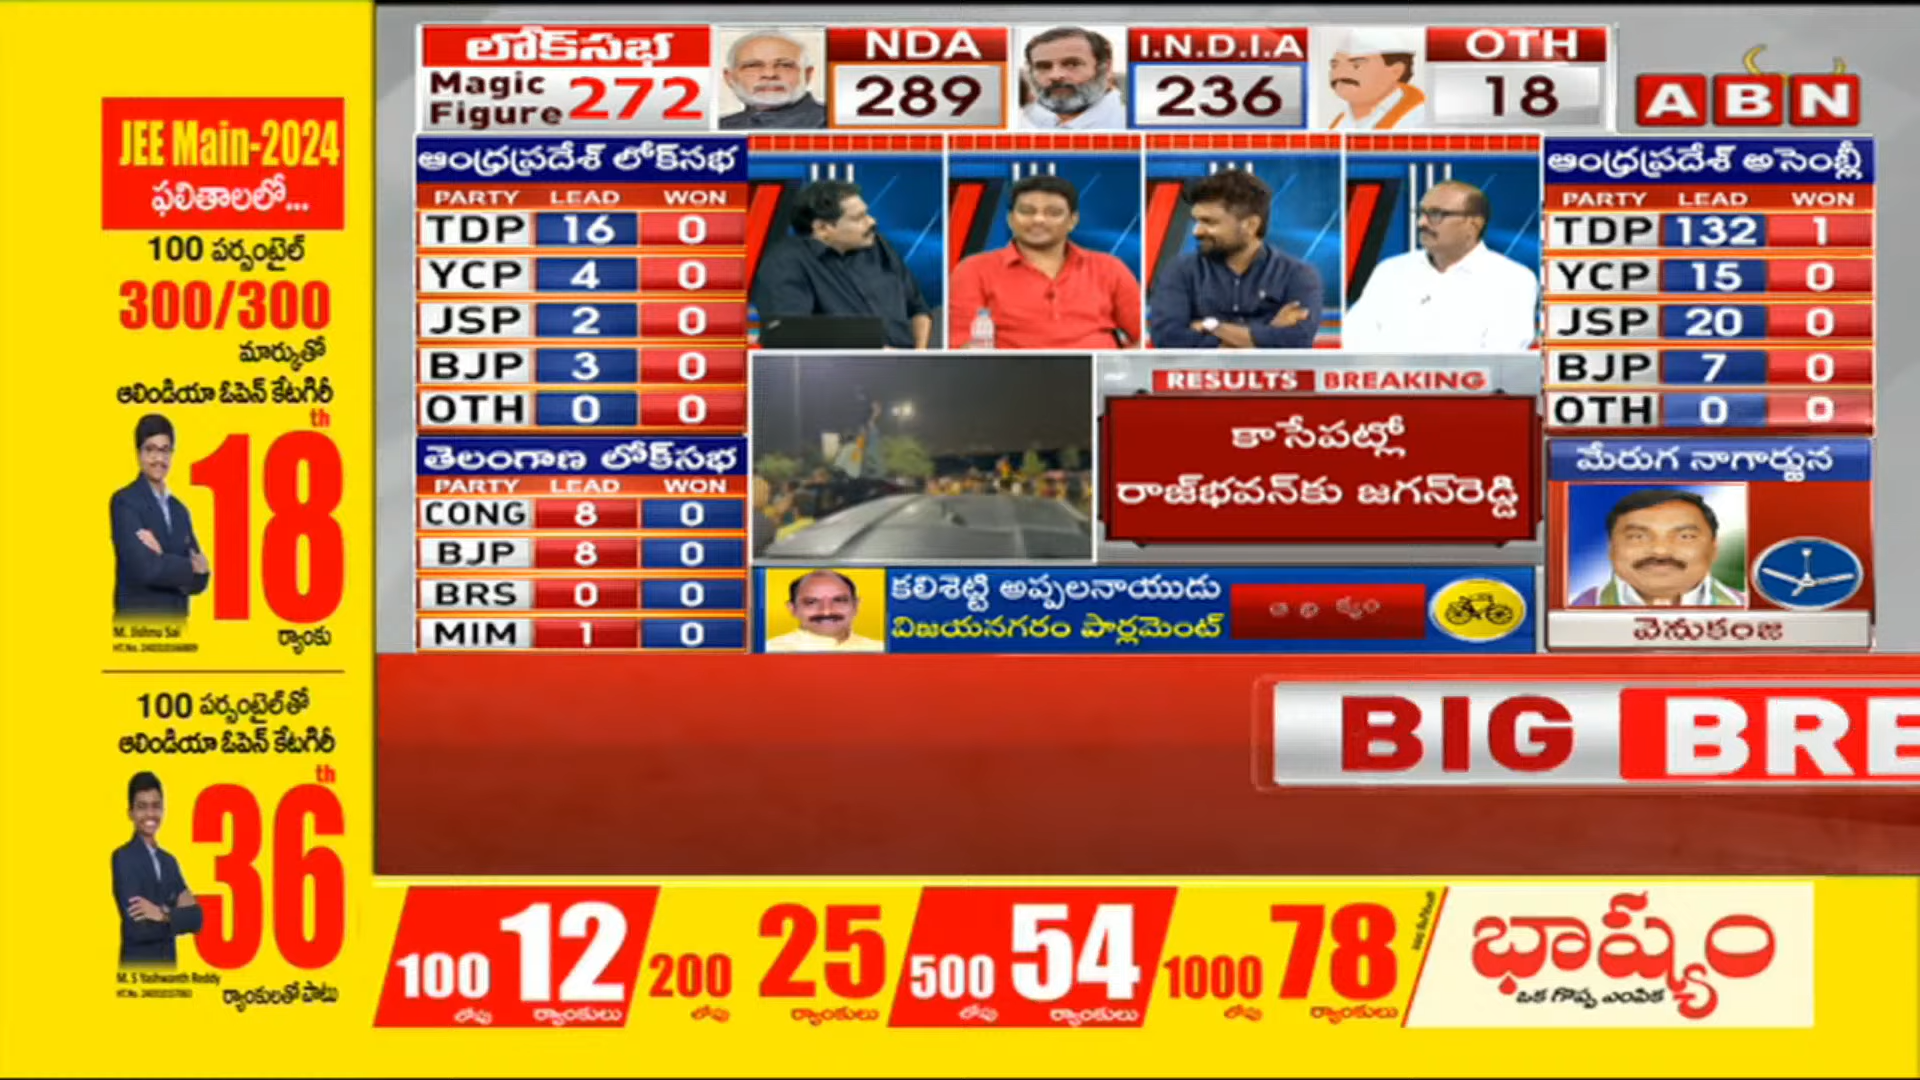 లోక్‌సభ
Magic Figure 272
NDA
289
I.N.D.I.A
236
OTH
18
ABN
ఆంధ్రప్రదేశ్ లోక్‌సభ
PARTY LEAD WON
TDP 16 0
YCP 4 0
JSP 2 0
BJP 3 0
OTH 0 0
తెలంగాణ లోక్‌సభ
PARTY LEAD WON
CONG 8 0
BJP 8 0
BRS 0 0
MIM 1 0
RESULTS BREAKING
కాసేపట్లో
రాజ్‌భవన్‌కు జగన్‌రెడ్డి
కలిశెట్టి అప్పలనాయుడు
విజయనగరం పార్లమెంట్
ఆంధ్రప్రదేశ్ అసెంబ్లీ
PARTY LEAD WON
TDP 132 1
YCP 15 0
JSP 20 0
BJP 7 0
OTH 0 0
మేరుగ నాగార్జున
వెనుకంజ
BIG BRE
JEE Main-2024
ఫలితాలలో...
100 పర్సంటైల్
300/300
మార్కుతో
ఆలిండియా ఓపెన్ కేటగిరీ
18th
ర్యాంకు
M. Jishnu Sai
100 పర్సంటైల్‌తో
ఆలిండియా ఓపెన్ కేటగిరీ
36th
M. S Yashwanth Reddy
ర్యాంకులతో పాటు
100 లోపు 12 ర్యాంకులు
200 లోపు 25 ర్యాంకులు
500 లోపు 54 ర్యాంకులు
1000 లోపు 78 ర్యాంకులు
భాష్యం
ఒక గొప్ప ఎంపిక